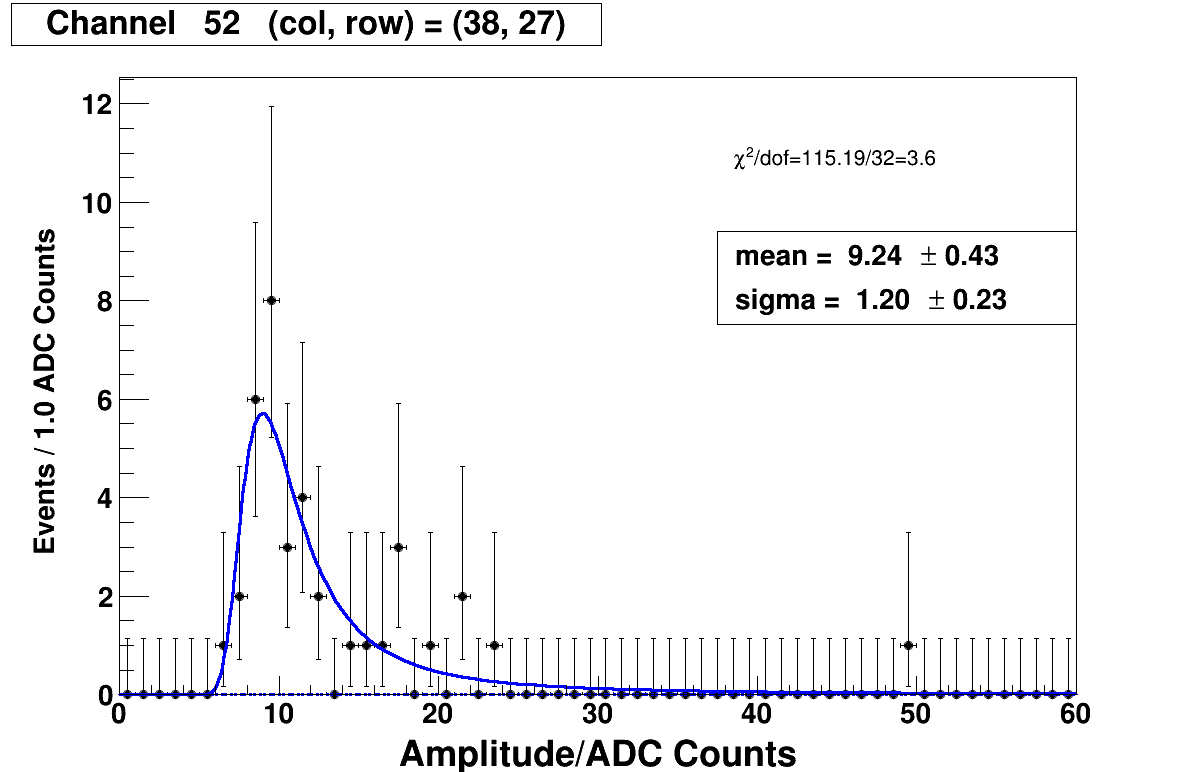 Channel 52 (col, row) = (38, 27)
12
χ²/dof=115.19/32=3.6
10
mean = 9.24 ± 0.43
sigma = 1.20 ± 0.23
8
6
4
2
0
Events / 1.0 ADC Counts
0 10 20 30 40 50 60
Amplitude/ADC Counts